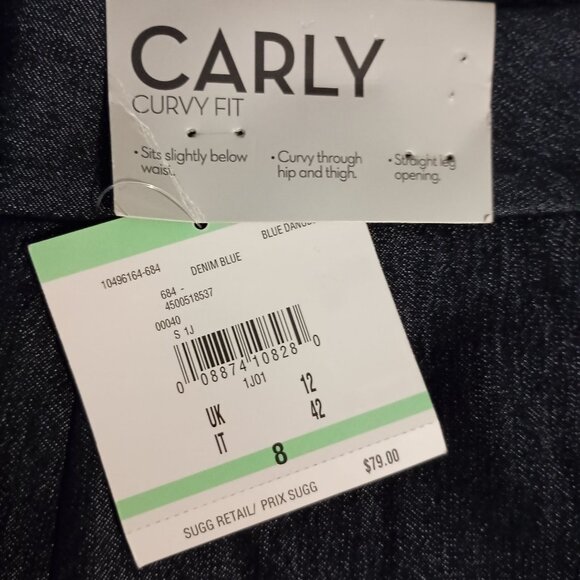 CARLY
CURVY FIT
• Sits slightly below
waist.
• Curvy through
hip and thigh.
• Straight leg
opening.
10496164-684
DENIM BLUE
BLUE
684 -
4500518537
00040
S 1J
0 08874 10828 0
1J01
UK 12
IT 42
8
$79.00
SUGG RETAIL/ PRIX SUGG